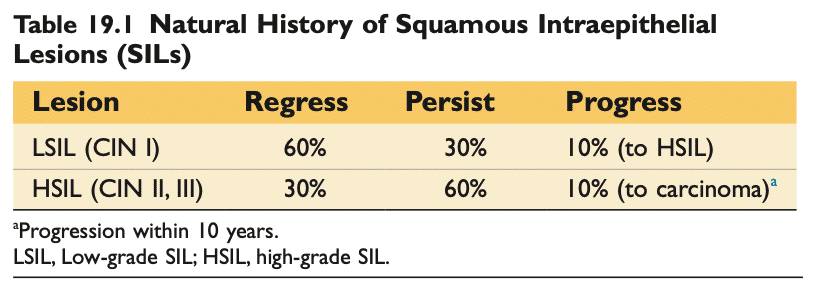 Table 19.1 Natural History of Squamous Intraepithelial
Lesions (SILs)
Lesion Regress Persist Progress
LSIL (CIN I) 60% 30% 10% (to HSIL)
HSIL (CIN II, III) 30% 60% 10% (to carcinoma)a
aProgression within 10 years.
LSIL, Low-grade SIL; HSIL, high-grade SIL.